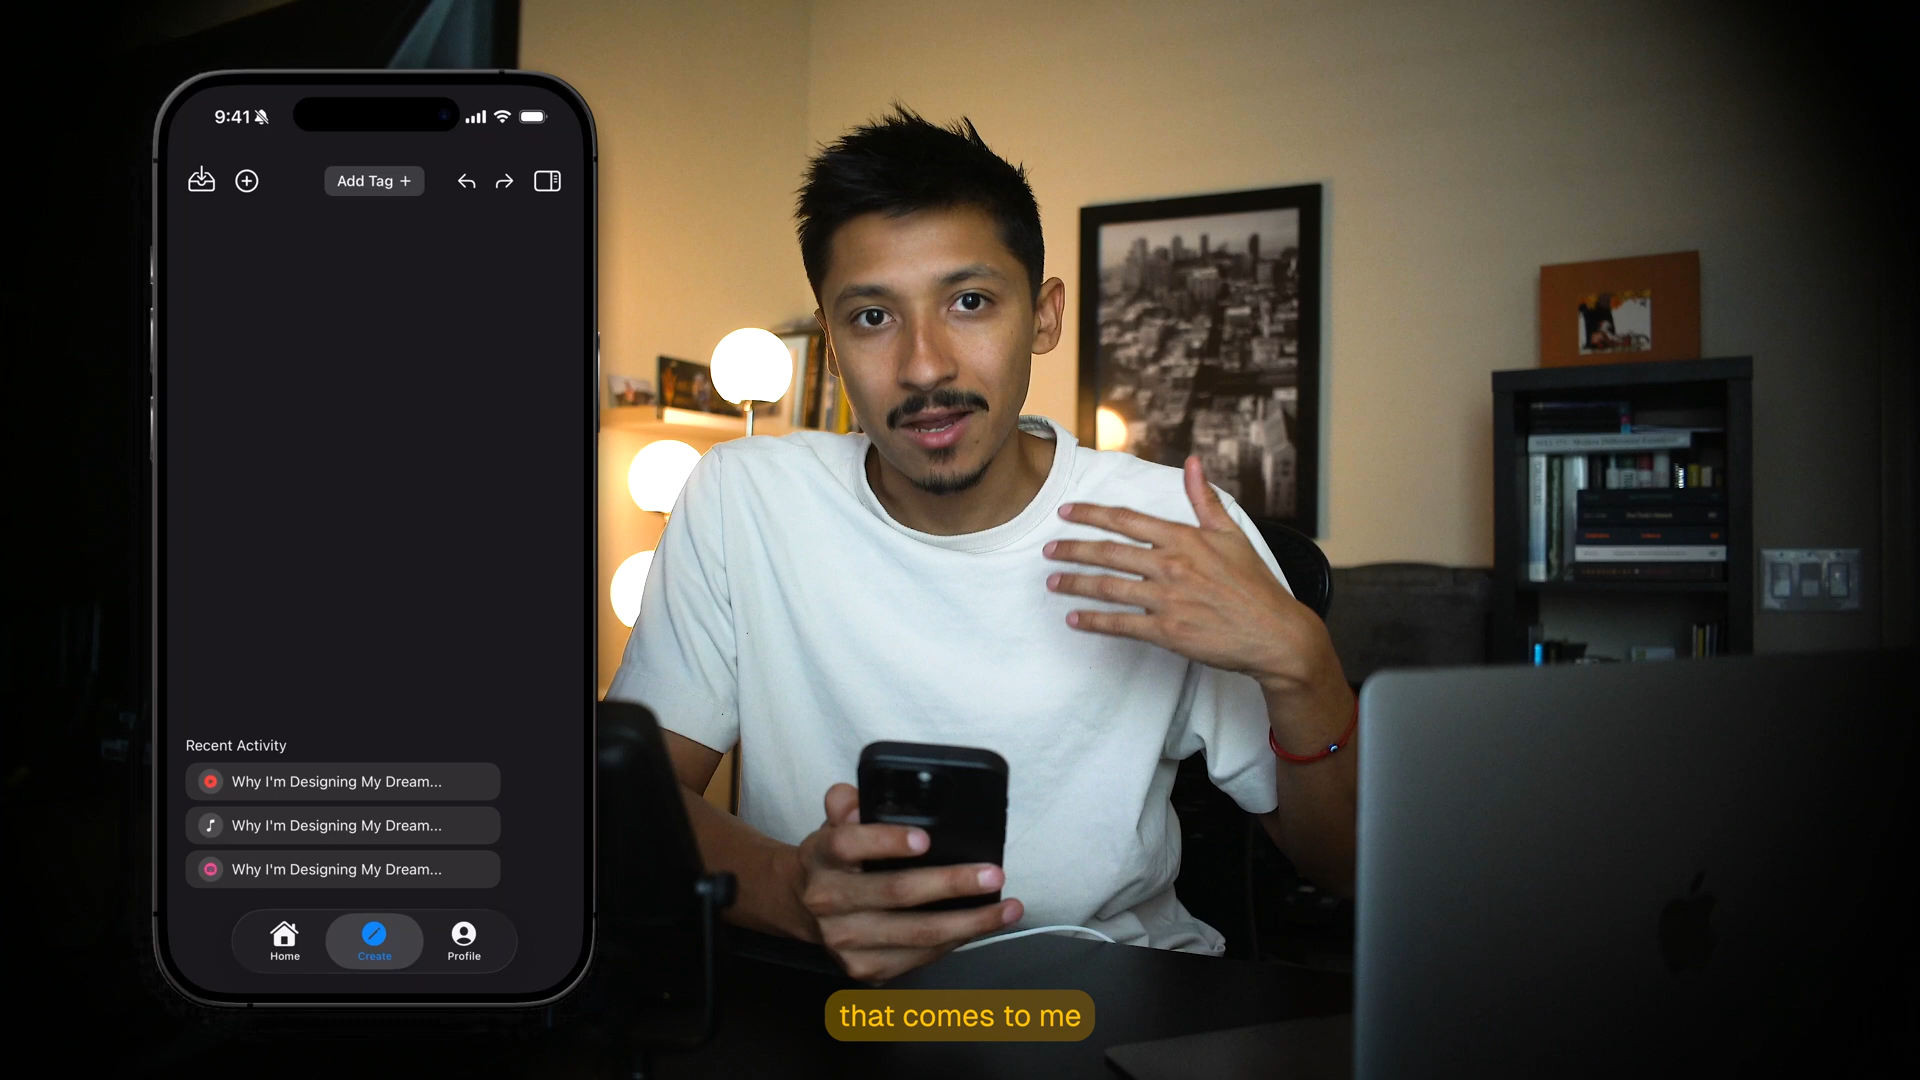 9:41
Add Tag +
Recent Activity
Why I'm Designing My Dream...
Why I'm Designing My Dream...
Why I'm Designing My Dream...
Home
Create
Profile
that comes to me